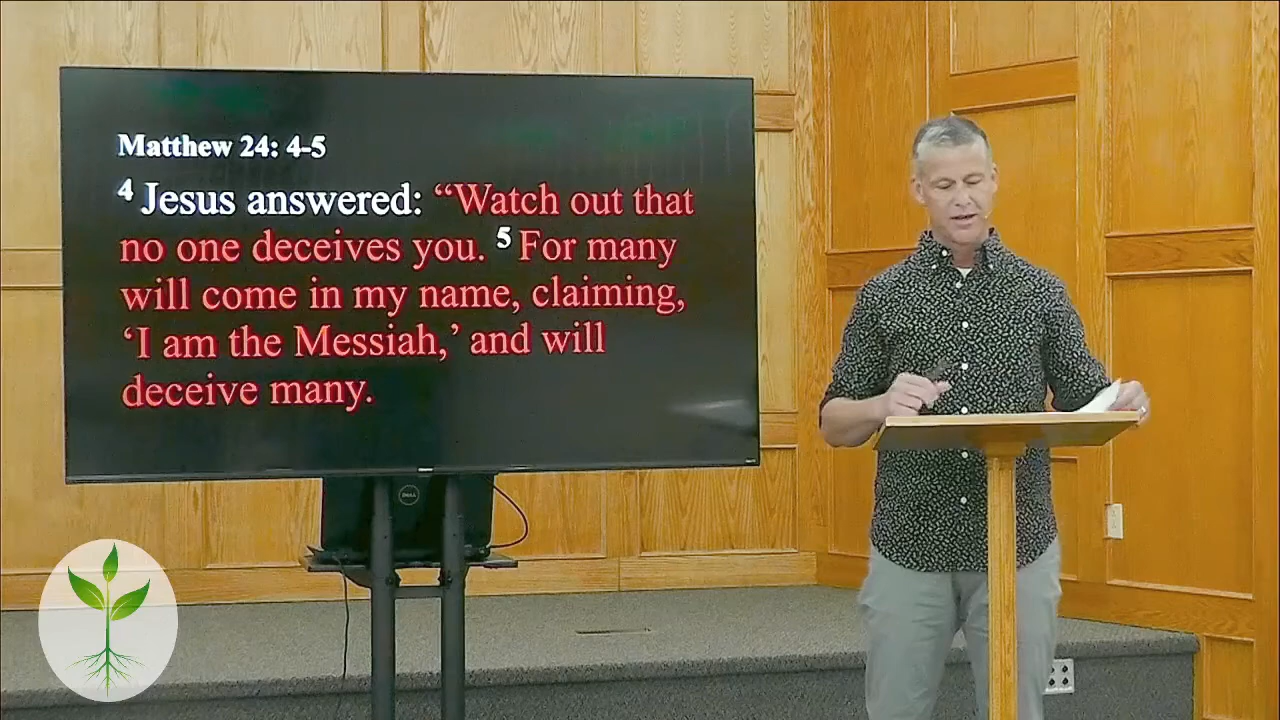 Matthew 24: 4-5
4 Jesus answered: “Watch out that
no one deceives you. 5 For many
will come in my name, claiming,
‘I am the Messiah,’ and will
deceive many.
DELL